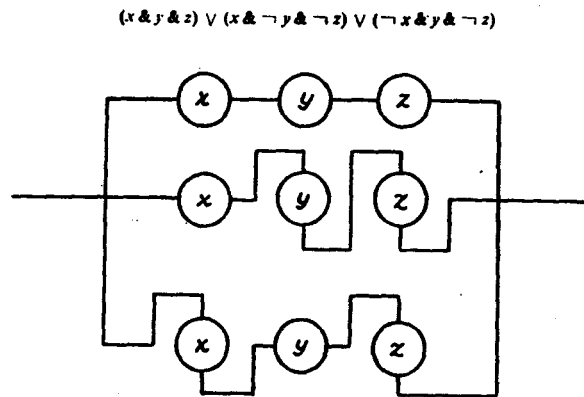 (x & y & z) ∨ (x & ¬ y & ¬ z) ∨ (¬ x & y & ¬ z)
x y z
x y z
x y z